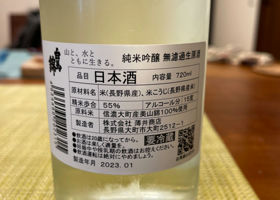 山と、水と
ともに生きる。
純米吟醸 無濾過生原酒
品目 日本酒 内容量 720ml
原材料名 米(長野県産)、米こうじ(長野県産米)
精米歩合 55% アルコール分 15度
原料米 信濃大町産美山錦100%使用
製造者 株式会社 薄井商店
長野県大町市大町2512-1
要冷蔵
製造年月 2023. 01